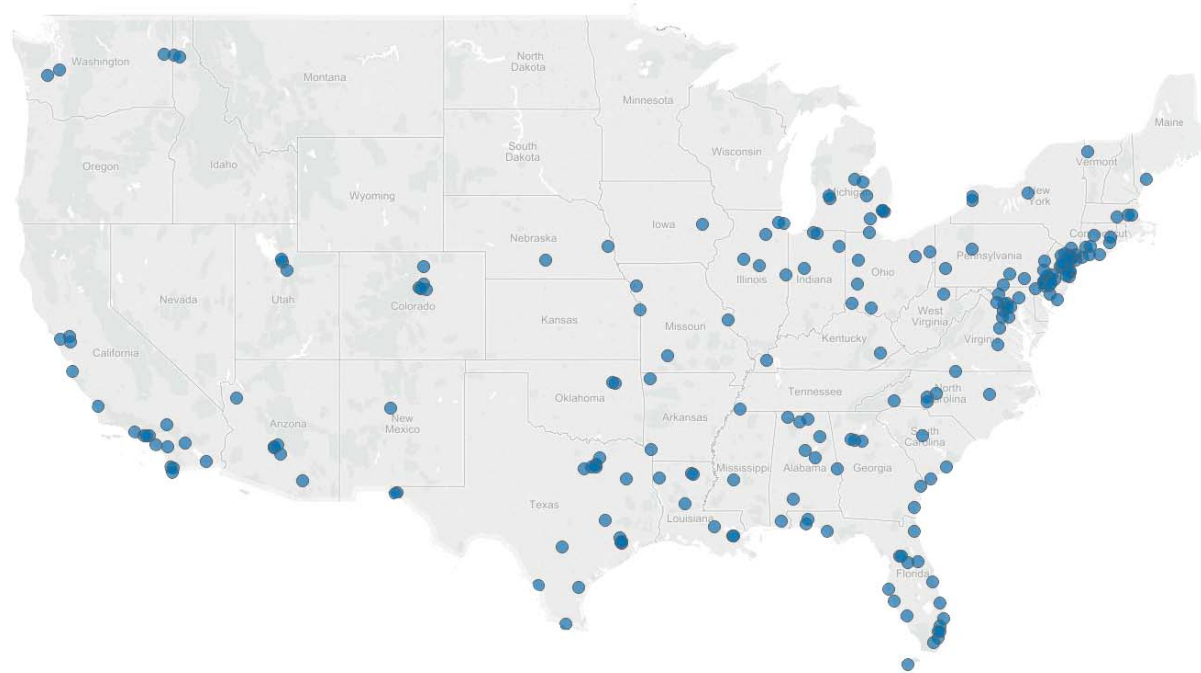 Washington
Montana
North
Dakota
Minnesota
Maine
Oregon
Idaho
South
Dakota
Wisconsin
Vermont
Wyoming
Michigan
New
York
Iowa
Nebraska
Connecticut
Pennsylvania
Nevada
Utah
Colorado
Illinois
Indiana
Ohio
West
Virginia
California
Kansas
Missouri
Kentucky
Virginia
Arizona
New
Mexico
Oklahoma
Arkansas
Tennessee
North
Carolina
South
Carolina
Mississippi
Alabama
Georgia
Texas
Louisiana
Florida